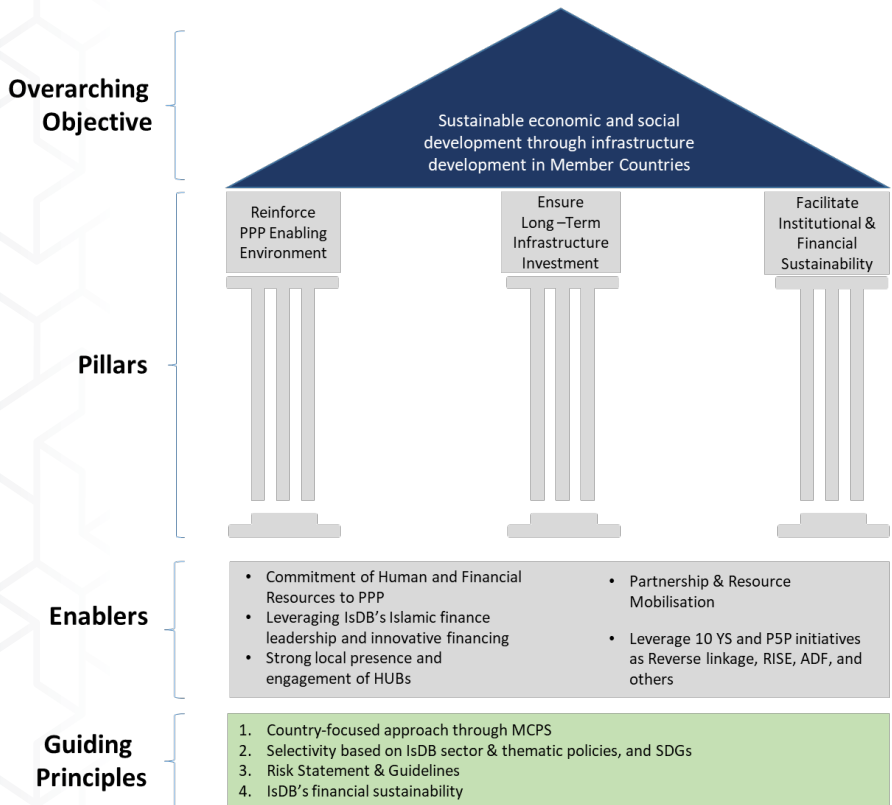 Overarching
Objective
Sustainable economic and social
development through infrastructure
development in Member Countries
Pillars
Reinforce
PPP Enabling
Environment
Ensure
Long –Term
Infrastructure
Investment
Facilitate
Institutional &
Financial
Sustainability
Enablers
• Commitment of Human and Financial
Resources to PPP
• Leveraging IsDB's Islamic finance
leadership and innovative financing
• Strong local presence and
engagement of HUBs
• Partnership & Resource
Mobilisation
• Leverage 10 YS and P5P initiatives
as Reverse linkage, RISE, ADF, and
others
Guiding
Principles
1. Country-focused approach through MCPS
2. Selectivity based on IsDB sector & thematic policies, and SDGs
3. Risk Statement & Guidelines
4. IsDB's financial sustainability